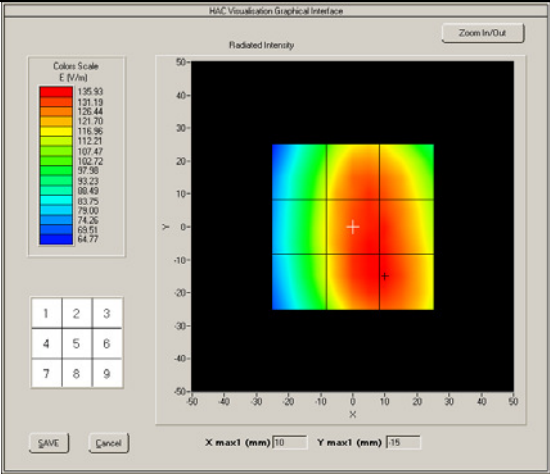 HAC Visualisation Graphical Interface
Zoom In/Out
Radiated Intensity
Colors Scale
E (V/m)
135.93
131.19
126.44
121.70
116.96
112.21
107.47
102.72
97.98
93.23
88.49
83.75
79.00
74.26
69.51
64.77
1 2 3
4 5 6
7 8 9
50-
40-
30-
20-
10-
0-
-10-
-20-
-30-
-40-
-50-
Y
-50 -40 -30 -20 -10 0 10 20 30 40 50
X
SAVE Cancel
X max1 (mm) 10 Y max1 (mm) -15